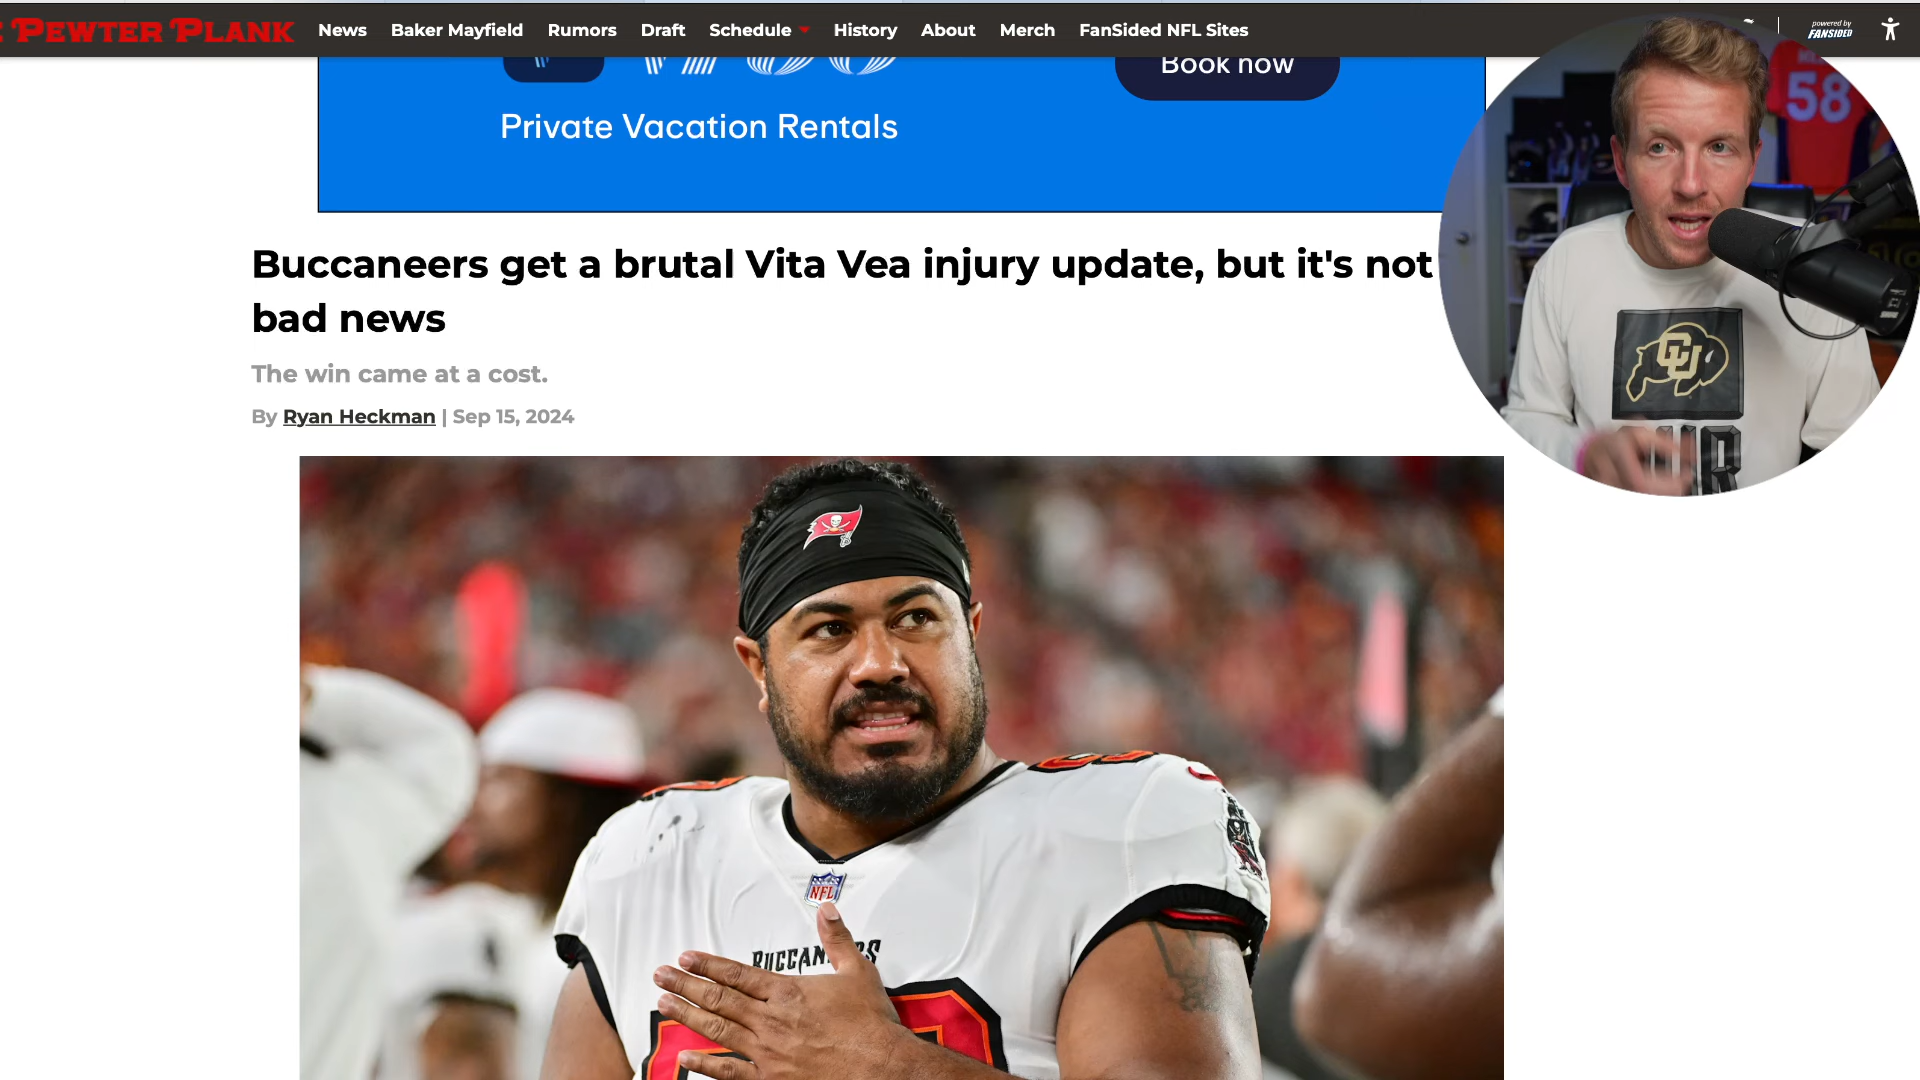 PEWTER PLANK
News
Baker Mayfield
Rumors
Draft
Schedule
History
About
Merch
FanSided NFL Sites
powered by
FANSIDED
Book now
Private Vacation Rentals
58
Buccaneers get a brutal Vita Vea injury update, but it's not
bad news
The win came at a cost.
By Ryan Heckman | Sep 15, 2024
CU
NFL